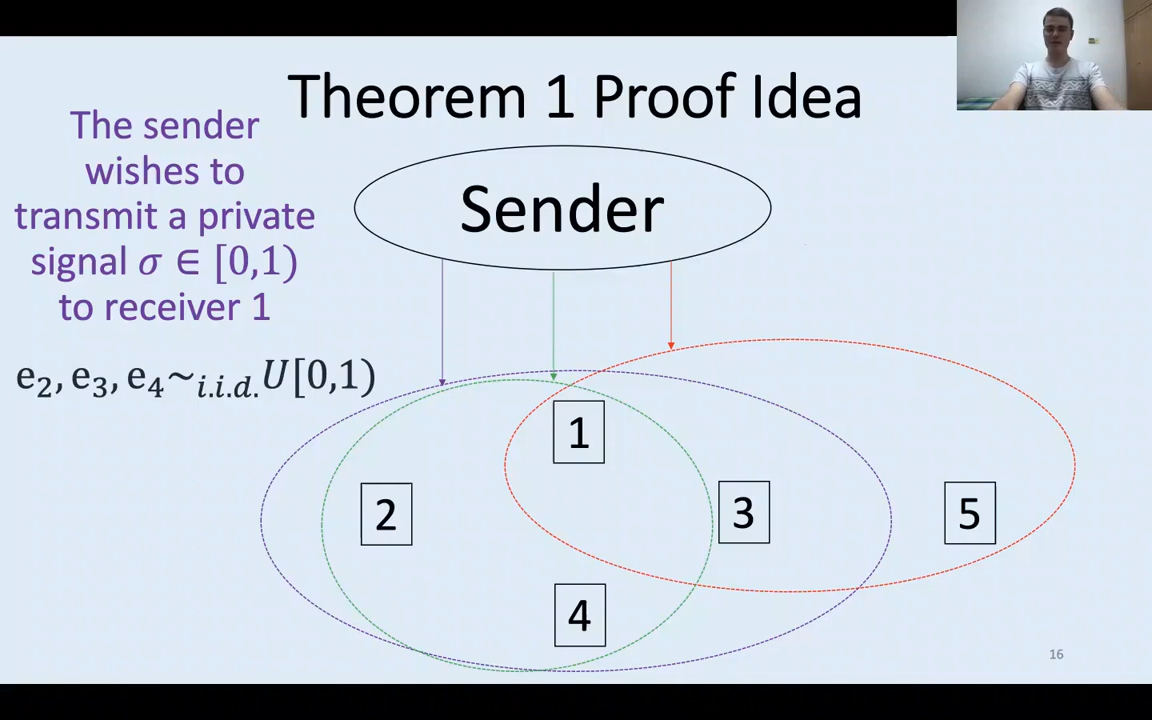 Theorem 1 Proof Idea
The sender
wishes to
transmit a private
signal σ ∈ [0,1)
to receiver 1
e₂, e₃, e₄~ᵢ.ᵢ.d.U[0,1)
Sender
1
2
3
5
4
16